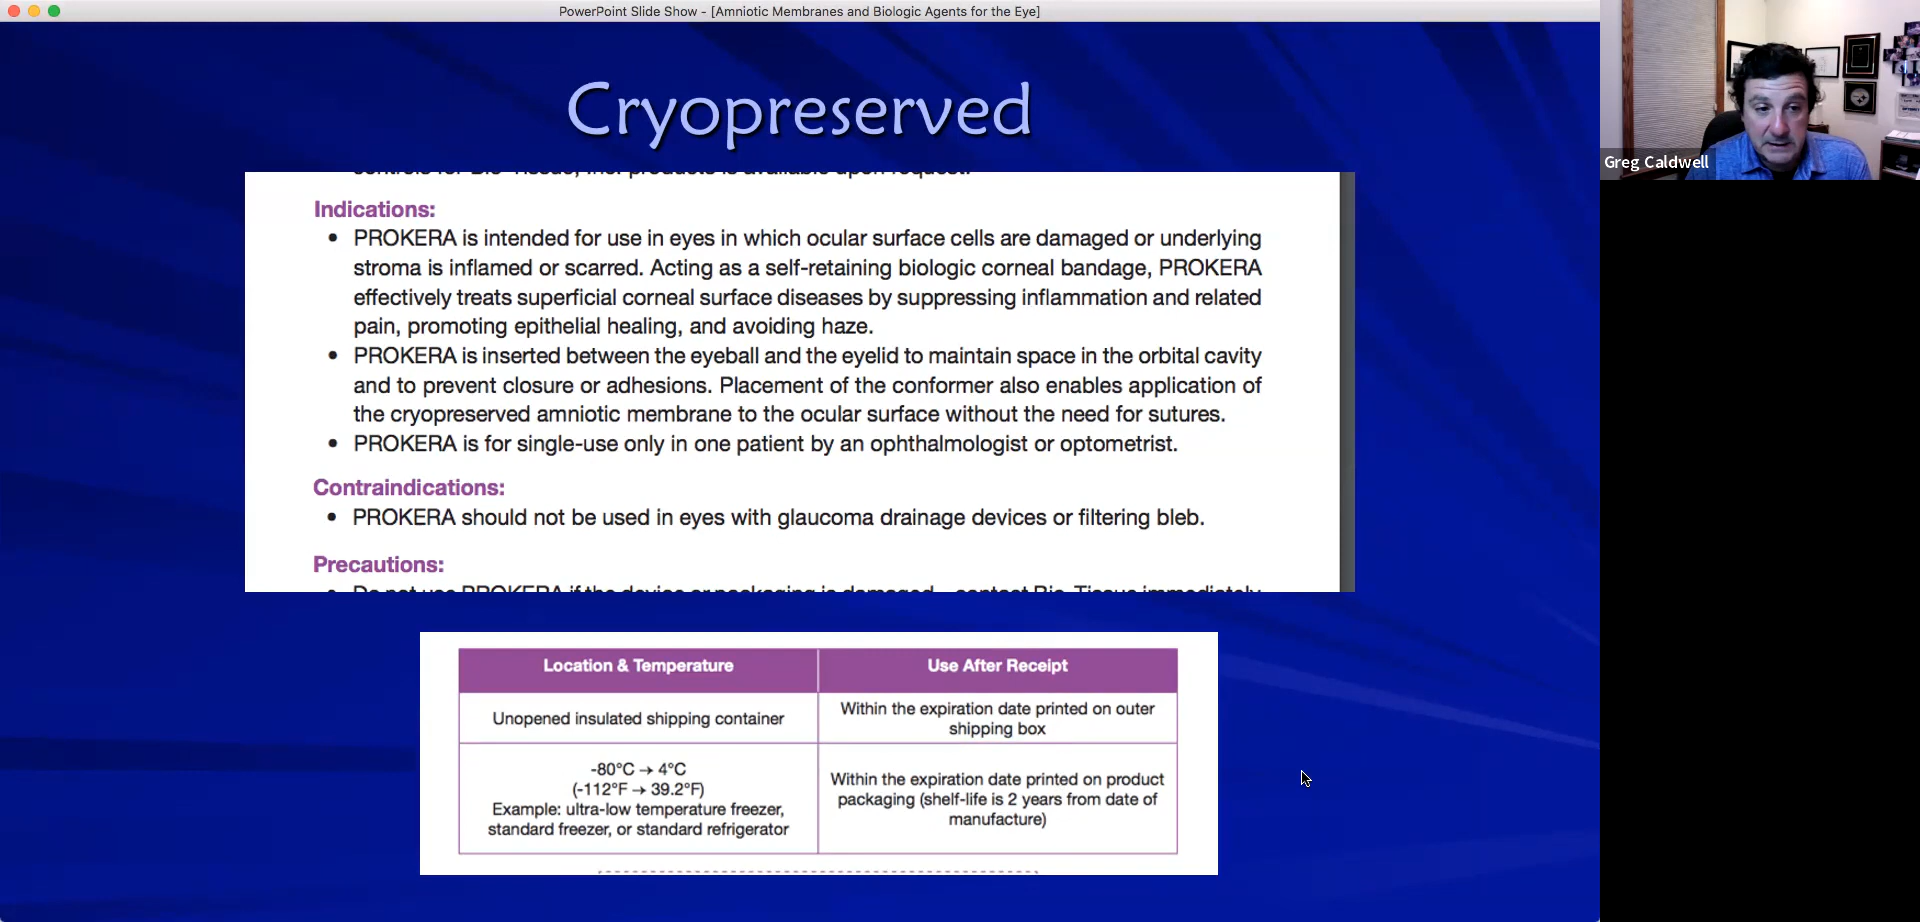 PowerPoint Slide Show - [Amniotic Membranes and Biologic Agents for the Eye]
Cryopreserved
controls for Bio-Tissue, Inc. products is available upon request.
Indications:
• PROKERA is intended for use in eyes in which ocular surface cells are damaged or underlying
stroma is inflamed or scarred. Acting as a self-retaining biologic corneal bandage, PROKERA
effectively treats superficial corneal surface diseases by suppressing inflammation and related
pain, promoting epithelial healing, and avoiding haze.
• PROKERA is inserted between the eyeball and the eyelid to maintain space in the orbital cavity
and to prevent closure or adhesions. Placement of the conformer also enables application of
the cryopreserved amniotic membrane to the ocular surface without the need for sutures.
• PROKERA is for single-use only in one patient by an ophthalmologist or optometrist.
Contraindications:
• PROKERA should not be used in eyes with glaucoma drainage devices or filtering bleb.
Precautions:
• Do not use PROKERA if the device or packaging is damaged – contact Bio-Tissue immediately
Location & Temperature
Use After Receipt
Unopened insulated shipping container
Within the expiration date printed on outer
shipping box
-80°C → 4°C
(-112°F → 39.2°F)
Example: ultra-low temperature freezer,
standard freezer, or standard refrigerator
Within the expiration date printed on product
packaging (shelf-life is 2 years from date of
manufacture)
Greg Caldwell